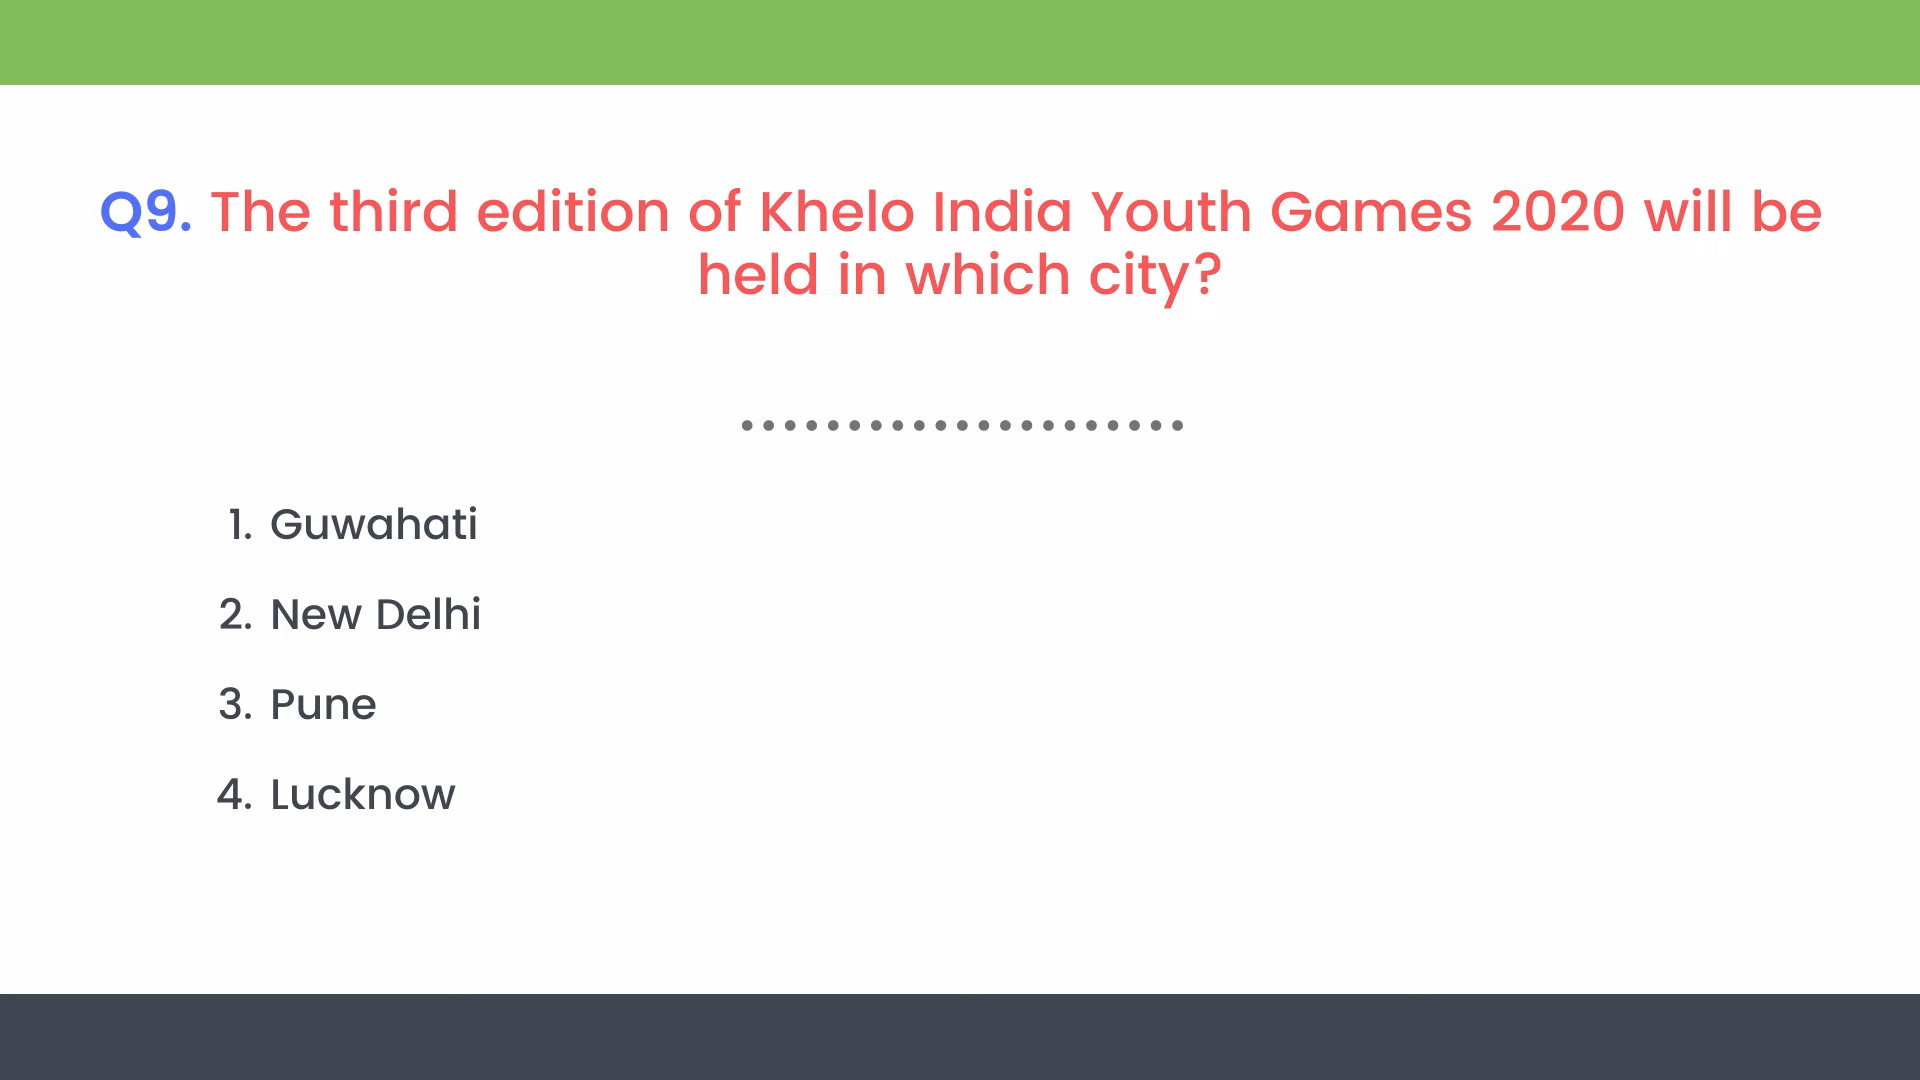 Q9. The third edition of Khelo India Youth Games 2020 will be
held in which city?
1. Guwahati
2. New Delhi
3. Pune
4. Lucknow